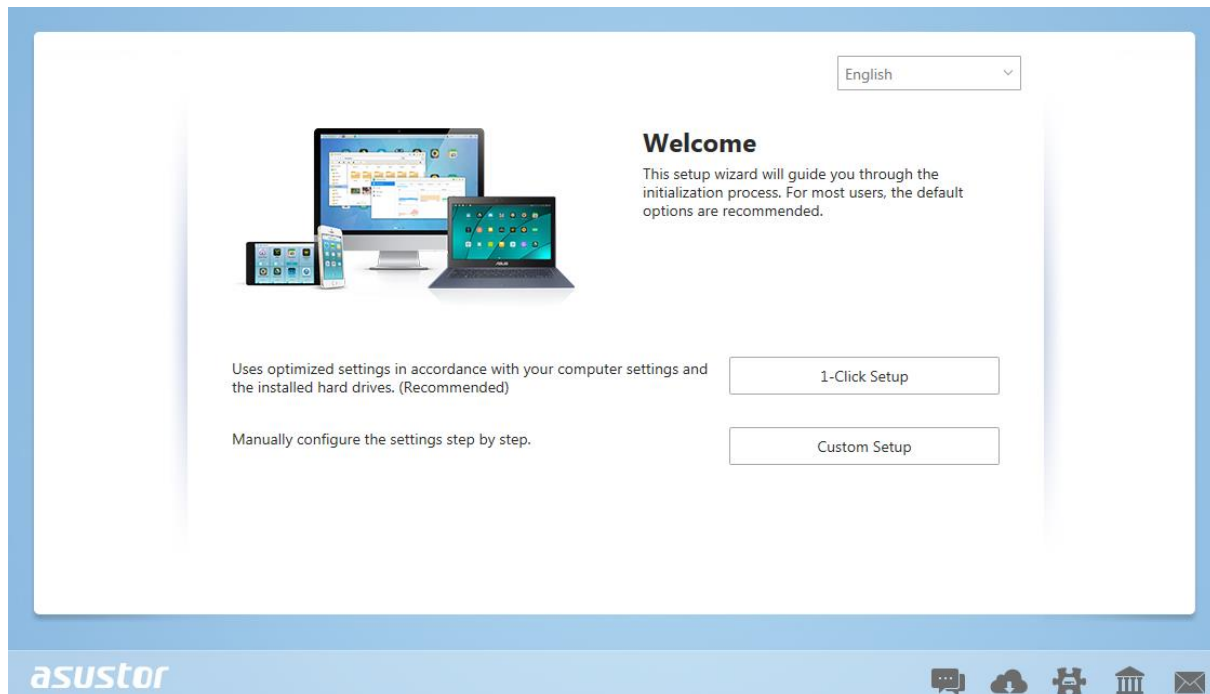 English
Welcome
This setup wizard will guide you through the
initialization process. For most users, the default
options are recommended.
Uses optimized settings in accordance with your computer settings and
the installed hard drives. (Recommended)
1-Click Setup
Manually configure the settings step by step.
Custom Setup
asustor